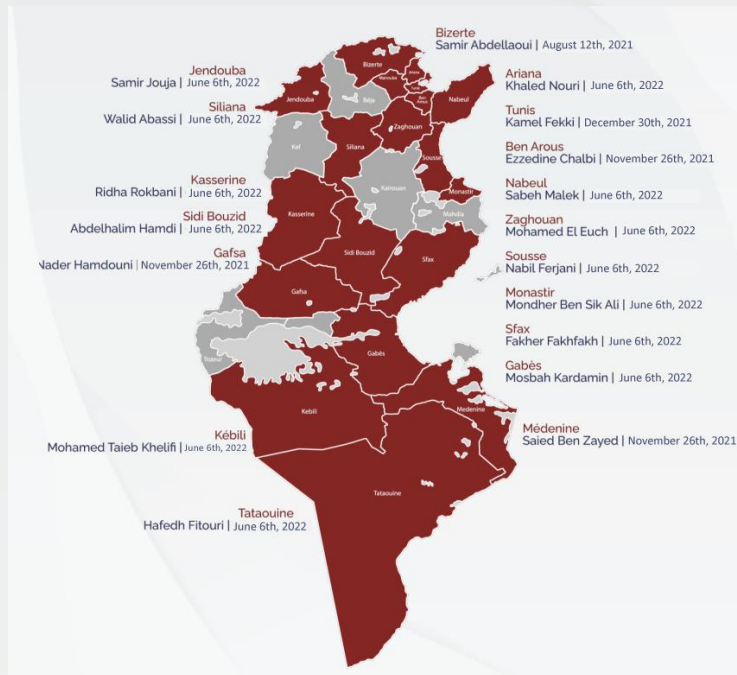 Bizerte
Samir Abdellaoui | August 12th, 2021
Jendouba
Samir Jouja | June 6th, 2022
Siliana
Walid Abassi | June 6th, 2022
Kasserine
Ridha Rokbani | June 6th, 2022
Sidi Bouzid
Abdelhalim Hamdi | June 6th, 2022
Gafsa
Nader Hamdouni | November 26th, 2021
Kébili
Mohamed Taieb Khelifi | June 6th, 2022
Tataouine
Hafedh Fitouri | June 6th, 2022
Ariana
Khaled Nouri | June 6th, 2022
Tunis
Kamel Fekki | December 30th, 2021
Ben Arous
Ezzedine Chalbi | November 26th, 2021
Nabeul
Sabeh Malek | June 6th, 2022
Zaghouan
Mohamed El Euch | June 6th, 2022
Sousse
Nabil Ferjani | June 6th, 2022
Monastir
Mondher Ben Sik Ali | June 6th, 2022
Sfax
Fakher Fakhfakh | June 6th, 2022
Gabès
Mosbah Kardamin | June 6th, 2022
Médenine
Saied Ben Zayed | November 26th, 2021
Bizerte
Ariana
Manouba
Tunis
Ben
Arous
Jendouba
Béja
Nabeul
Zaghouan
Kef
Siliana
Sousse
Kairouan
Monastir
Mahdia
Kasserine
Sidi Bouzid
Sfax
Gafsa
Tozeur
Gabès
Kebili
Medenine
Tataouine